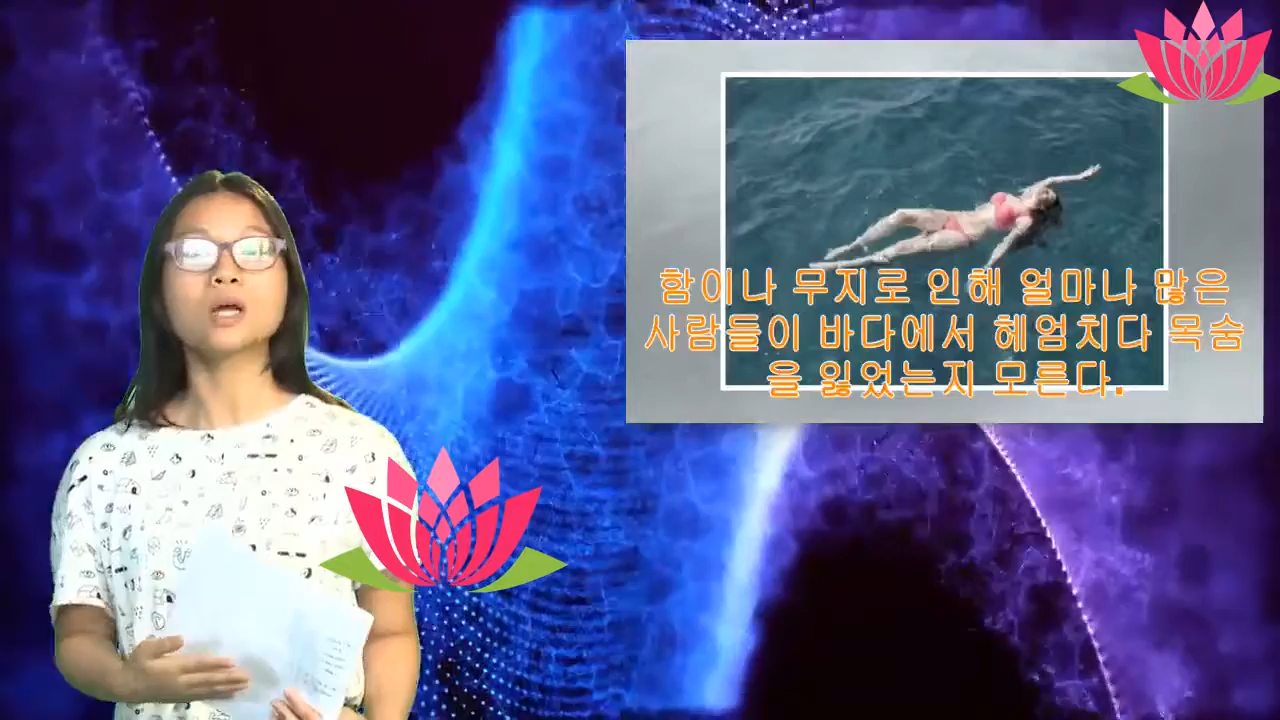 함이나 무지로 인해 얼마나 많은
사람들이 바다에서 헤엄치다 목숨
을 잃었는지 모른다.